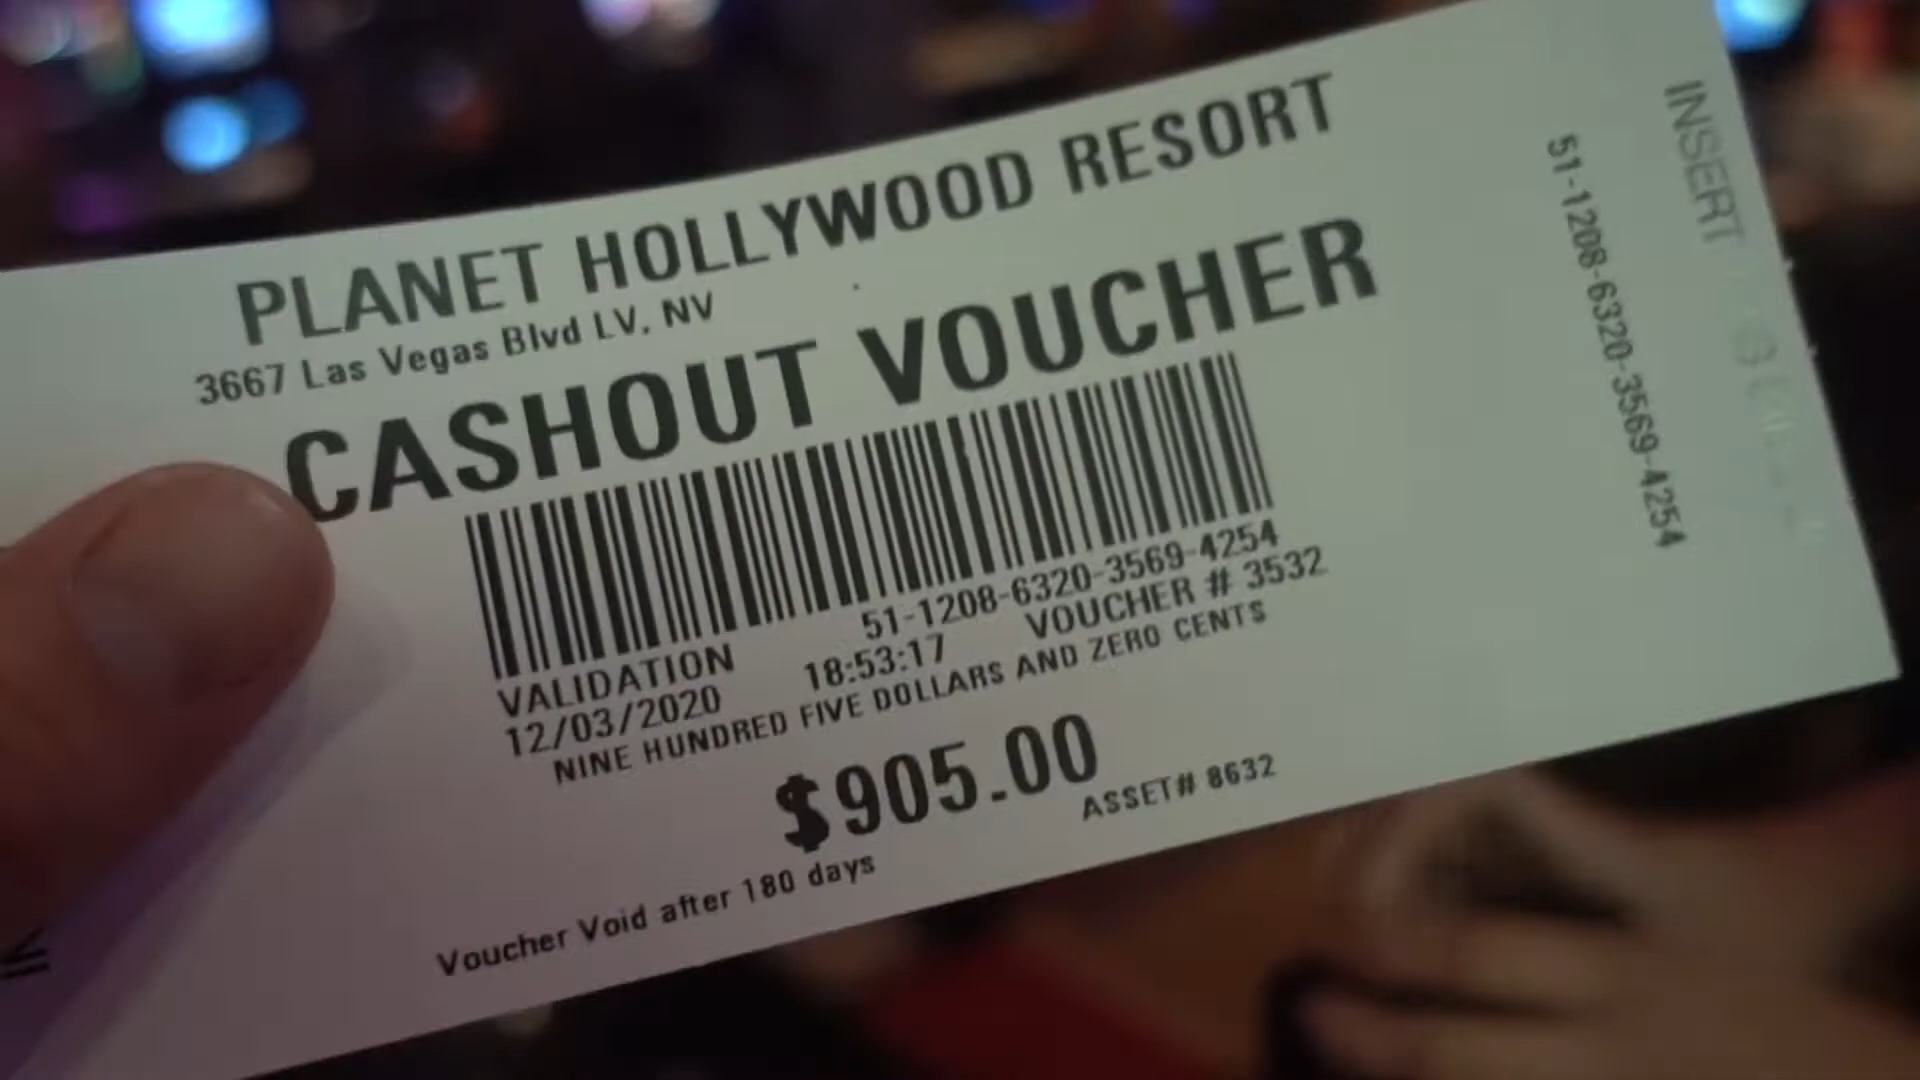 PLANET HOLLYWOOD RESORT
3667 Las Vegas Blvd LV, NV
CASHOUT VOUCHER
51-1208-6320-3569-4254
VALIDATION
12/03/2020 18:53:17 VOUCHER # 3532
NINE HUNDRED FIVE DOLLARS AND ZERO CENTS
$905.00
ASSET# 8632
Voucher Void after 180 days
51-1208-6320-3569-4254
INSERT